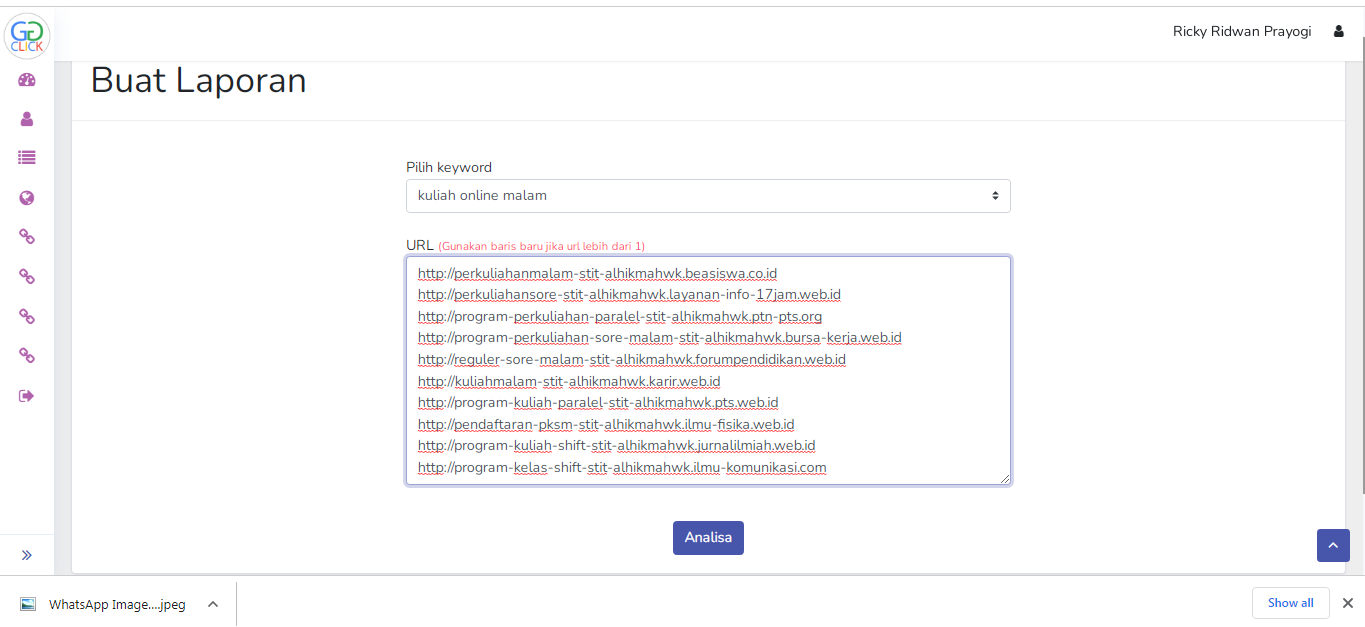 GG
CLICK
Ricky Ridwan Prayogi
Buat Laporan
Pilih keyword
kuliah online malam
URL (Gunakan baris baru jika url lebih dari 1)
http://perkuliahanmalam-stit-alhikmahwk.beasiswa.co.id
http://perkuliahansore-stit-alhikmahwk.layanan-info-17jam.web.id
http://program-perkuliahan-paralel-stit-alhikmahwk.ptn-pts.org
http://program-perkuliahan-sore-malam-stit-alhikmahwk.bursa-kerja.web.id
http://reguler-sore-malam-stit-alhikmahwk.forumpendidikan.web.id
http://kuliahmalam-stit-alhikmahwk.karir.web.id
http://program-kuliah-paralel-stit-alhikmahwk.pts.web.id
http://pendaftaran-pksm-stit-alhikmahwk.ilmu-fisika.web.id
http://program-kuliah-shift-stit-alhikmahwk.jurnalilmiah.web.id
http://program-kelas-shift-stit-alhikmahwk.ilmu-komunikasi.com
Analisa
WhatsApp Image....jpeg
Show all